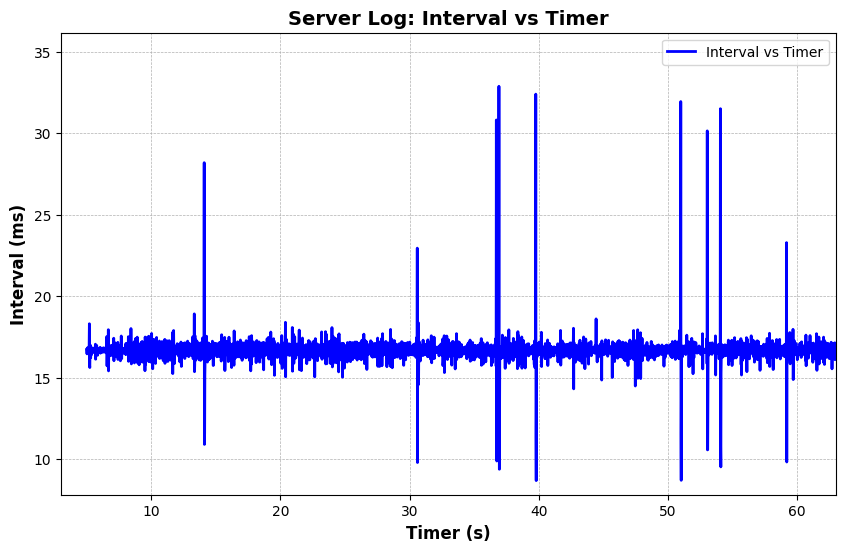 Server Log: Interval vs Timer
Interval vs Timer
35
30
25
20
15
10
Interval (ms)
10 20 30 40 50 60
Timer (s)